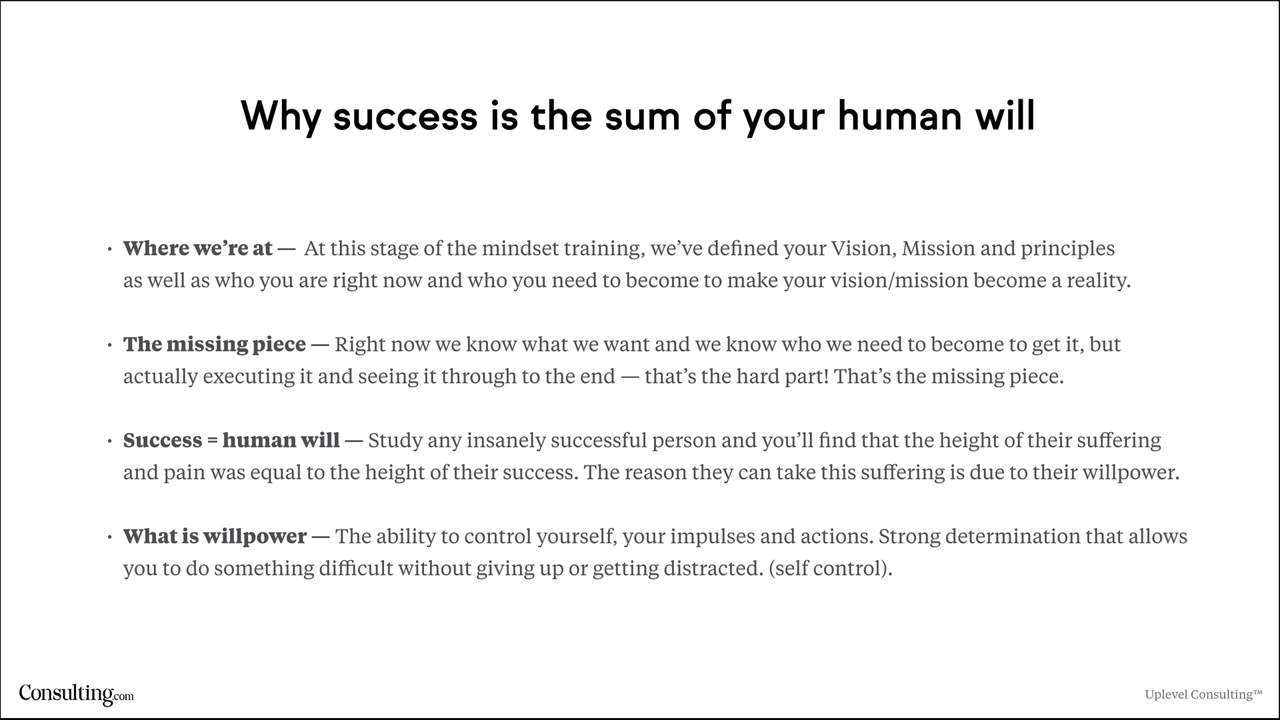 Why success is the sum of your human will
· Where we’re at — At this stage of the mindset training, we’ve defined your Vision, Mission and principles
as well as who you are right now and who you need to become to make your vision/mission become a reality.
· The missing piece — Right now we know what we want and we know who we need to become to get it, but
actually executing it and seeing it through to the end — that’s the hard part! That’s the missing piece.
· Success = human will — Study any insanely successful person and you’ll find that the height of their suffering
and pain was equal to the height of their success. The reason they can take this suffering is due to their willpower.
· What is willpower — The ability to control yourself, your impulses and actions. Strong determination that allows
you to do something difficult without giving up or getting distracted. (self control).
Consulting.com
Uplevel Consulting™